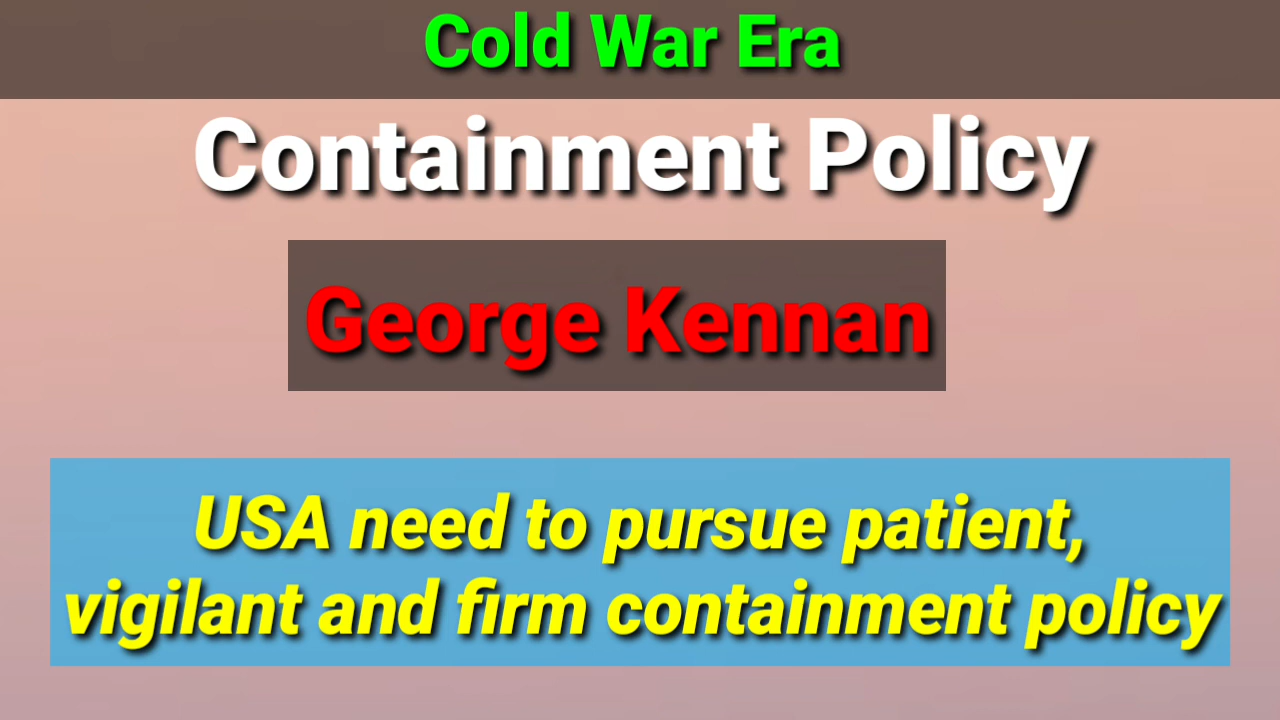 Cold War Era
Containment Policy
George Kennan
USA need to pursue patient,
vigilant and firm containment policy